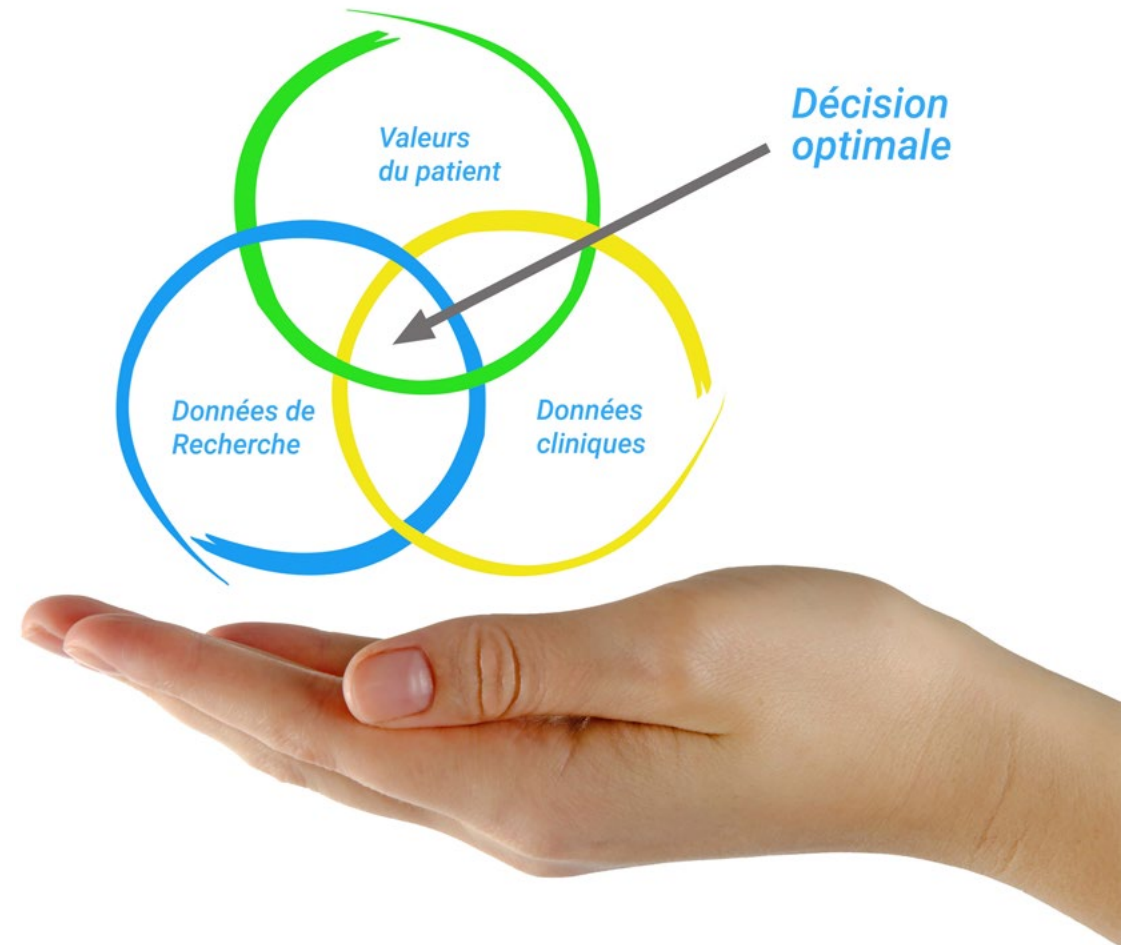 Valeurs
du patient
Décision
optimale
Données de
Recherche
Données
cliniques